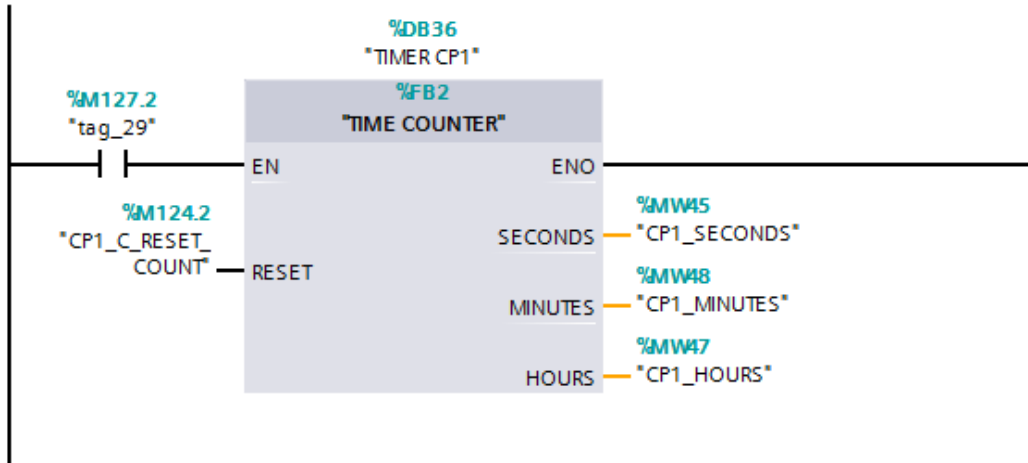 %DB36
"TIMER CP1"
%FB2
"TIME COUNTER"
%M127.2
"tag_29"
EN
ENO
%M124.2
"CP1_C_RESET_
COUNT"
RESET
SECONDS
%MW45
"CP1_SECONDS"
MINUTES
%MW48
"CP1_MINUTES"
HOURS
%MW47
"CP1_HOURS"